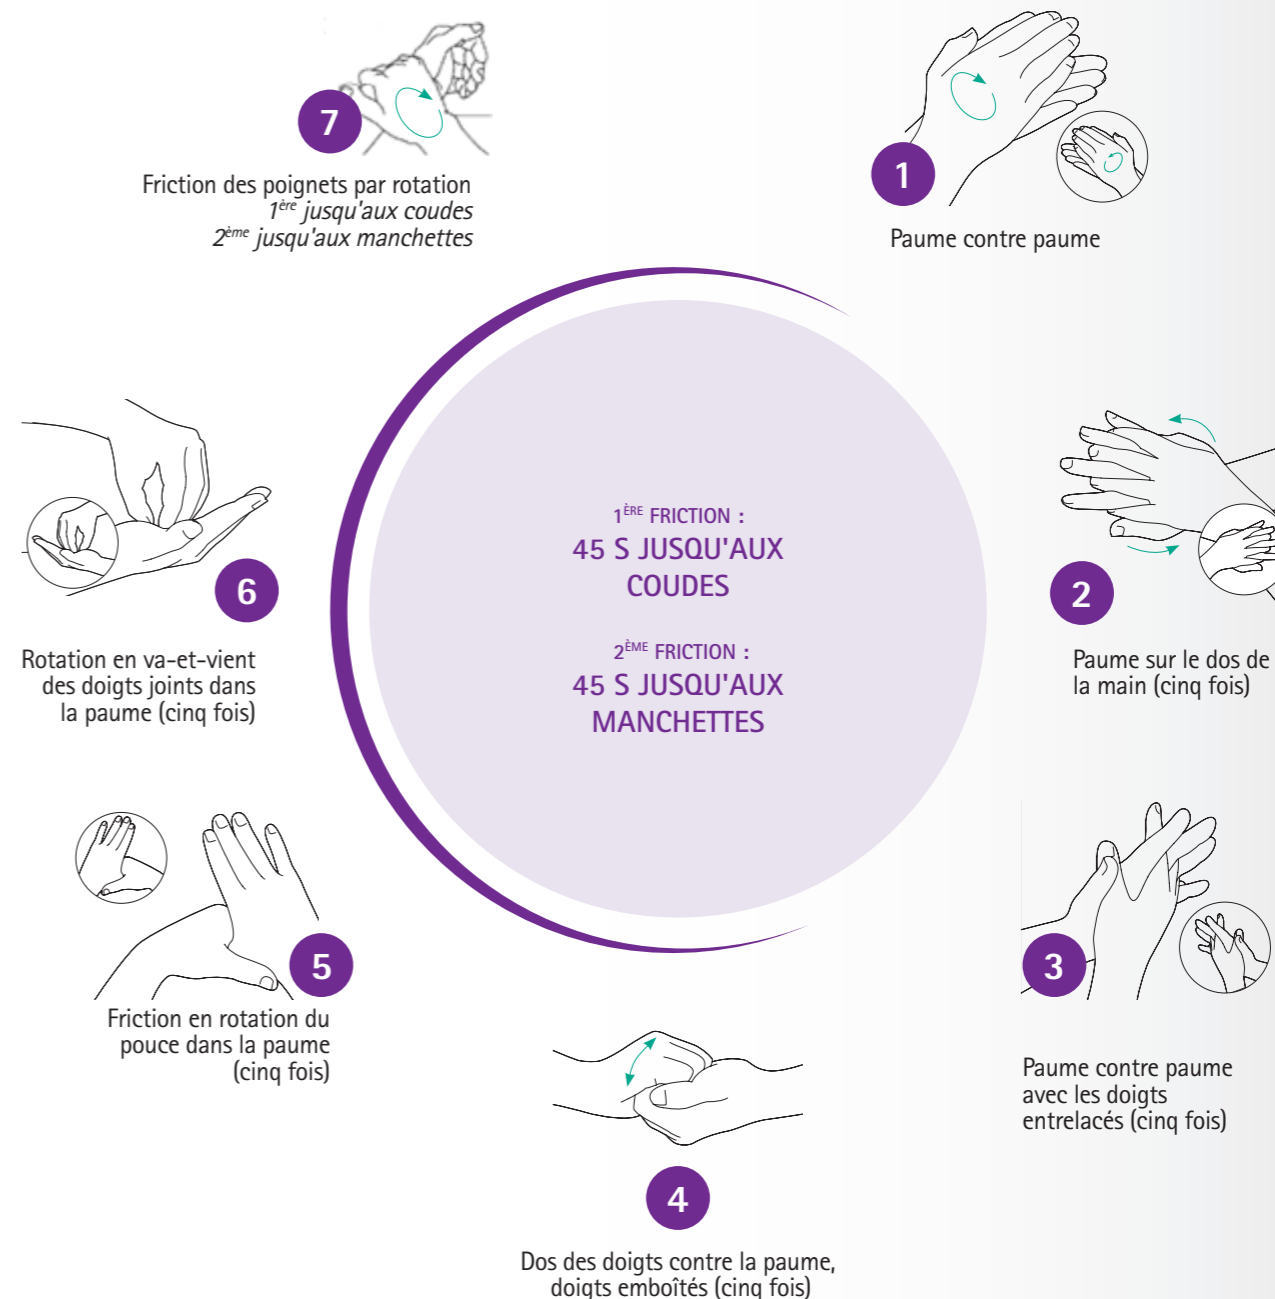 1
Paume contre paume
2
Paume sur le dos de
la main (cinq fois)
3
Paume contre paume
avec les doigts
entrelacés (cinq fois)
4
Dos des doigts contre la paume,
doigts emboîtés (cinq fois)
5
Friction en rotation du
pouce dans la paume
(cinq fois)
6
Rotation en va-et-vient
des doigts joints dans
la paume (cinq fois)
7
Friction des poignets par rotation
1ère jusqu'aux coudes
2ème jusqu'aux manchettes
1ÈRE FRICTION :
45 S JUSQU'AUX
COUDES
2ÈME FRICTION :
45 S JUSQU'AUX
MANCHETTES